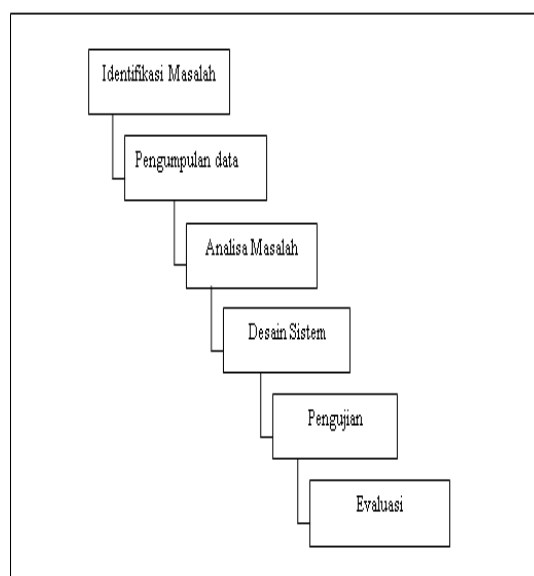 Identifikasi Masalah
Pengumpulan data
Analisa Masalah
Desain Sistem
Pengujian
Evaluasi